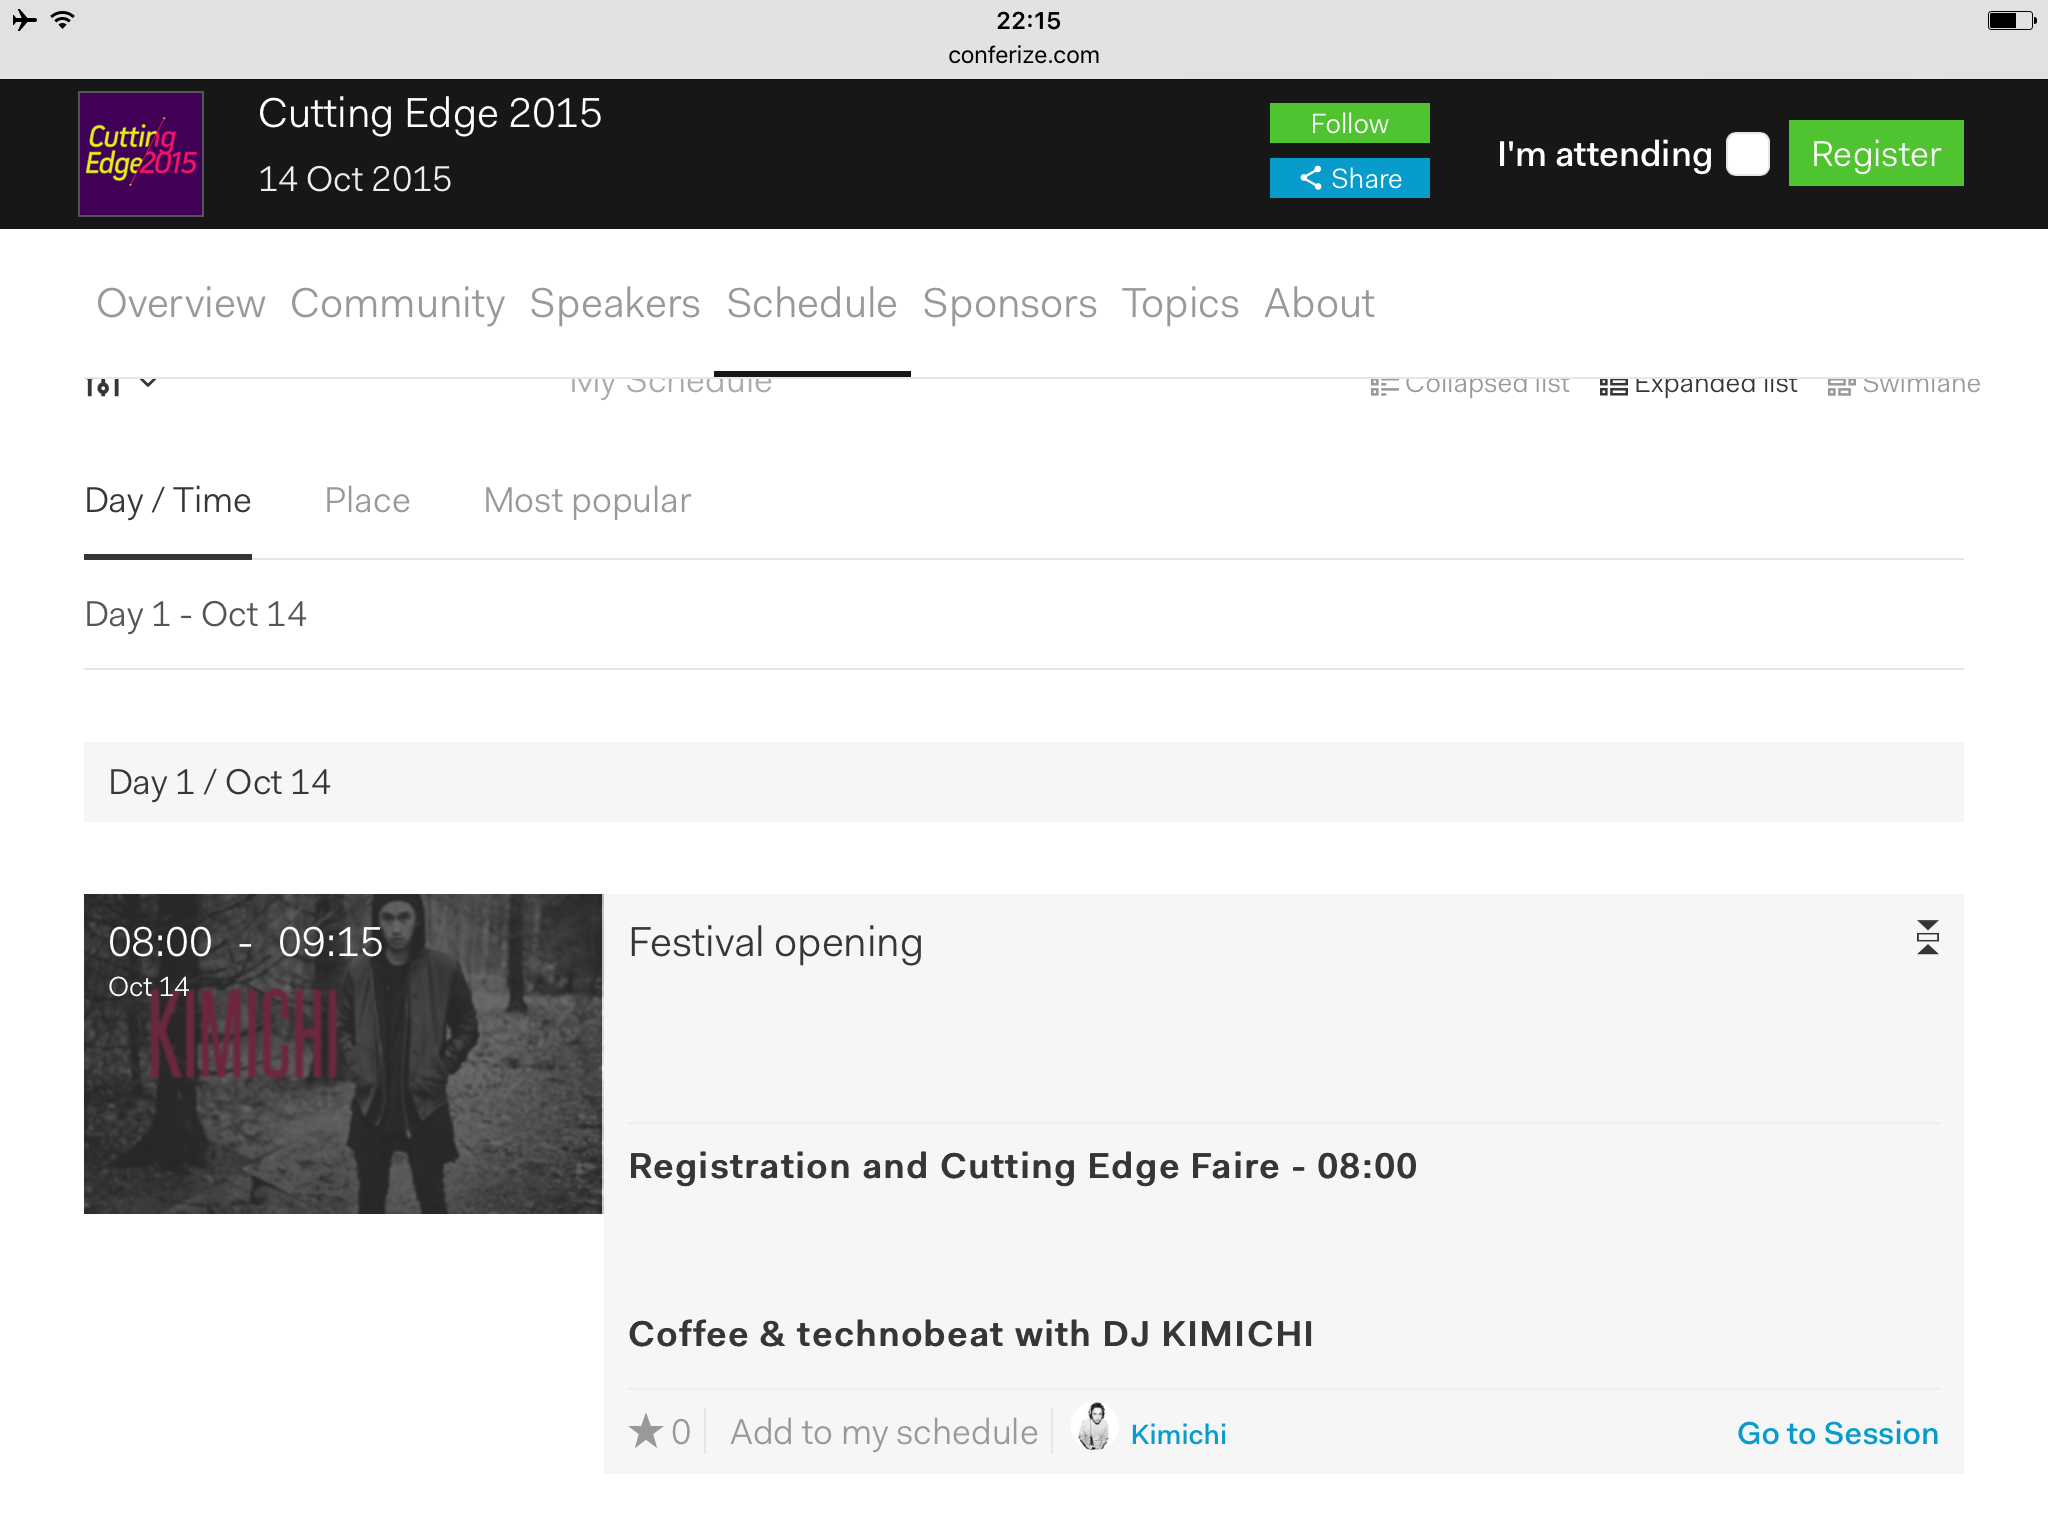 22:15
conferize.com
Cutting
Edge2015
Cutting Edge 2015
14 Oct 2015
Follow
Share
I'm attending
Register
Overview Community Speakers Schedule Sponsors Topics About
My Schedule
Collapsed list Expanded list Swimlane
Day / Time Place Most popular
Day 1 - Oct 14
Day 1 / Oct 14
08:00 - 09:15
Oct 14
KIMICHI
Festival opening
Registration and Cutting Edge Faire - 08:00
Coffee & technobeat with DJ KIMICHI
0 Add to my schedule Kimichi Go to Session